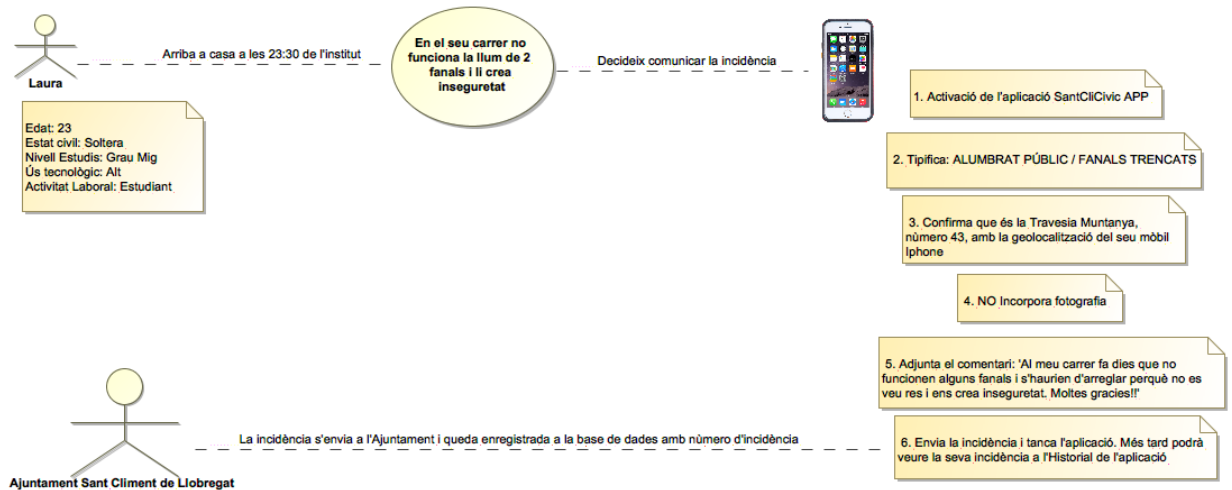 Arriba a casa a les 23:30 de l'institut
Laura
Edat: 23
Estat civil: Soltera
Nivell Estudis: Grau Mig
Ús tecnològic: Alt
Activitat Laboral: Estudiant
En el seu carrer no
funciona la llum de 2
fanals i li crea
inseguretat
Decideix comunicar la incidència
1. Activació de l'aplicació SantCliCivic APP
2. Tipifica: ALUMBRAT PÚBLIC / FANALS TRENCATS
3. Confirma que és la Travesia Muntanya,
nùmero 43, amb la geolocalització del seu mòbil
Iphone
4. NO Incorpora fotografia
5. Adjunta el comentari: 'Al meu carrer fa dies que no
funcionen alguns fanals i s'haurien d'arreglar perquè no es
veu res i ens crea inseguretat. Moltes gracies!!'
6. Envia la incidència i tanca l'aplicació. Més tard podrà
veure la seva incidència a l'Historial de l'aplicació
La incidència s'envia a l'Ajuntament i queda enregistrada a la base de dades amb nùmero d'incidència
Ajuntament Sant Climent de Llobregat